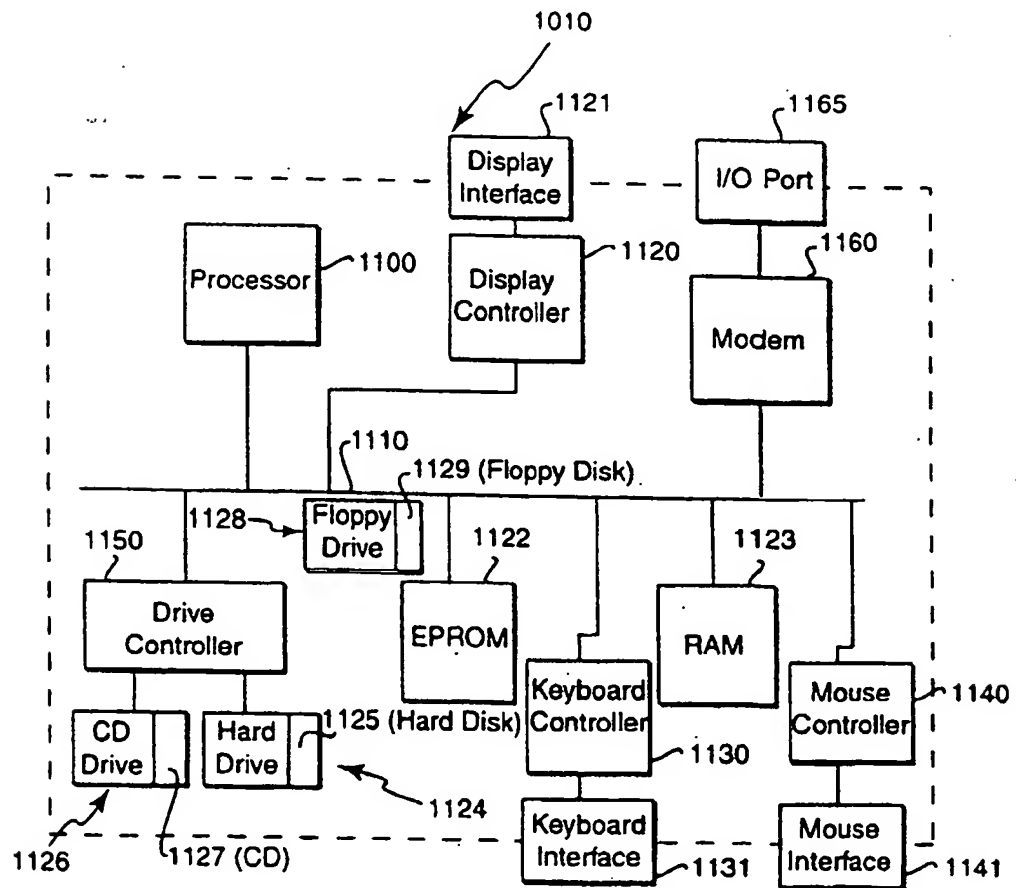 1010
1121
1165
Display
Interface
I/O Port
Processor
1100
Display
Controller
1120
1160
Modem
1110
1129 (Floppy Disk)
1128
Floppy
Drive
1150
1122
1123
Drive
Controller
EPROM
RAM
Keyboard
Controller
Mouse
Controller
1140
CD
Drive
Hard
Drive
1125 (Hard Disk)
1130
1124
1126
1127 (CD)
Keyboard
Interface
1131
Mouse
Interface
1141